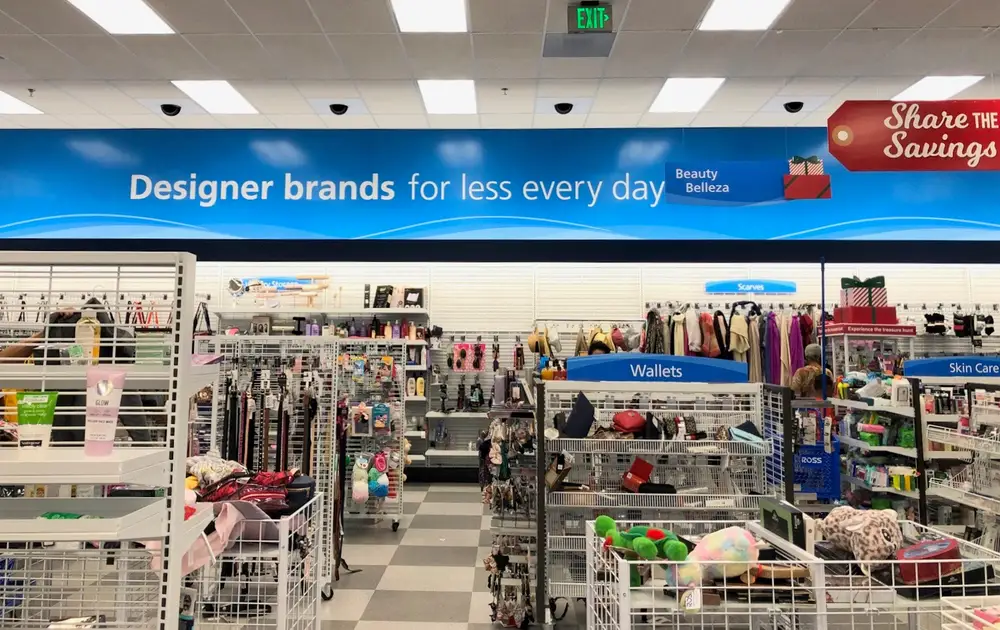 EXIT
Share THE
Savings
Designer brands for less every day
Beauty
Belleza
Scarves
Wallets
Skin Care
ROSS
GLOW